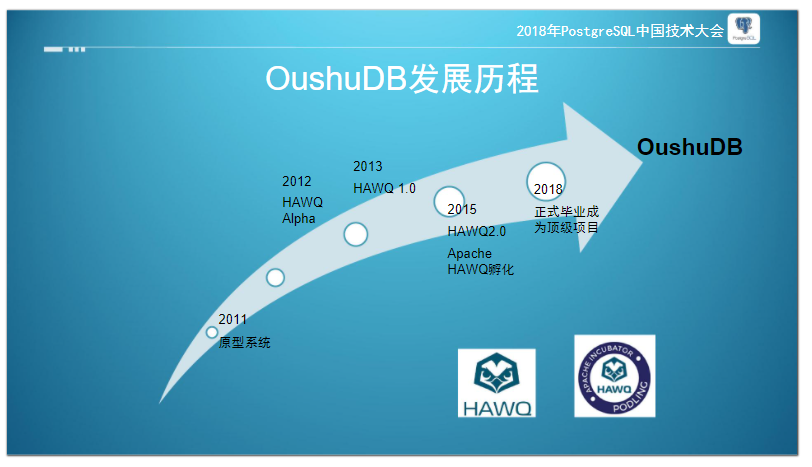 2018年PostgreSQL中国技术大会
PostgreSQL
OushuDB发展历程
OushuDB
2011
原型系统
2012
HAWQ
Alpha
2013
HAWQ 1.0
2015
HAWQ2.0
Apache
HAWQ孵化
2018
正式毕业成
为顶级项目
HAWQ
APACHE INCUBATOR
HAWQ
PODLING